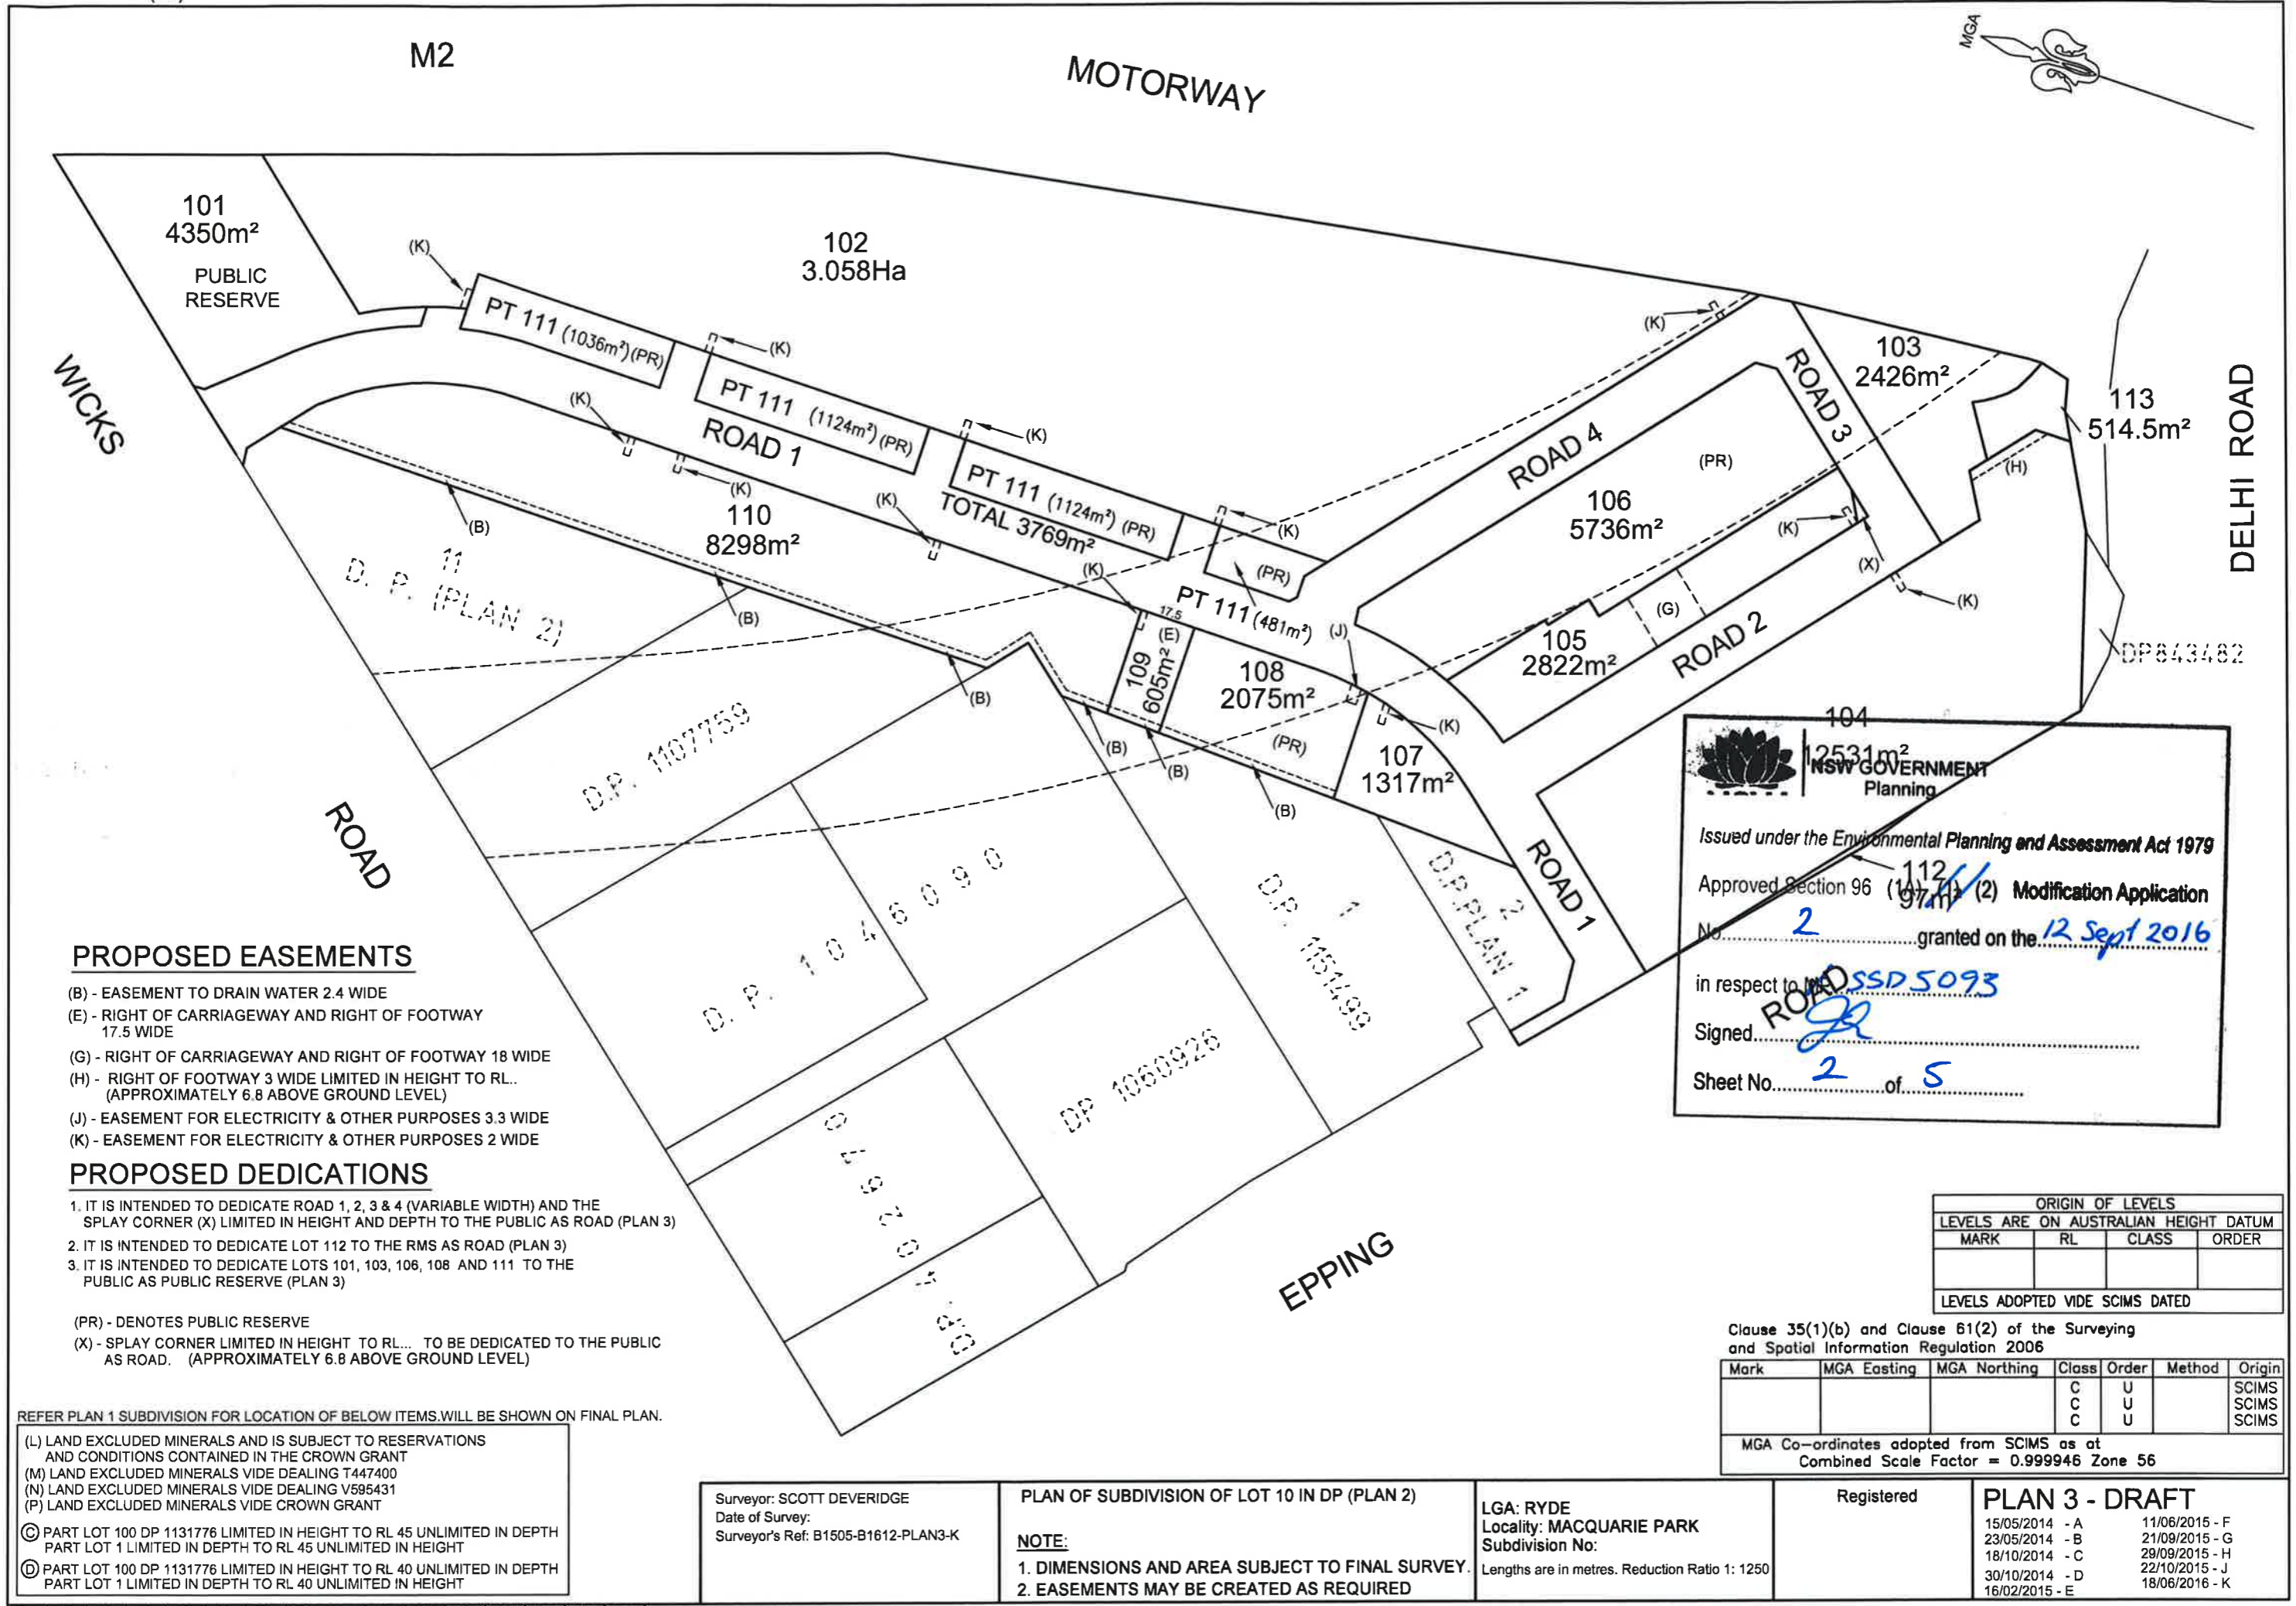 M2
MOTORWAY
MGA
101
4350m²
PUBLIC
RESERVE
102
3.058Ha
(K)
PT 111 (1036m²)(PR)
(K)
PT 111 (1124m²)(PR)
(K)
PT 111 (1124m²) (PR)
TOTAL 3769m²
(K)
(PR)
PT 111 (481m²)
(K)
(K)
(K)
(K)
ROAD 1
WICKS
ROAD
110
8298m²
(B)
(B)
(B)
(B)
(B)
(B)
11
D. P. (PLAN 2)
D.P. 1107759
D. P. 1046090
D.P. 402570
DP 1060926
1
D.P. 1151499
2
D.P.PLAN 1
17.5
(E)
109
605m²
108
2075m²
(PR)
(J)
(K)
107
1317m²
ROAD 1
(K)
ROAD 4
ROAD 3
(PR)
106
5736m²
(K)
(X)
(G)
105
2822m²
ROAD 2
(K)
103
2426m²
(H)
113
514.5m²
DELHI ROAD
DP843482
104
12531m²
112
97m²
EPPING
ROAD
NSW GOVERNMENT
Planning
Issued under the Environmental Planning and Assessment Act 1979
Approved Section 96 (2) Modification Application
No. 2 granted on the 12 Sept 2016
in respect to SSD 5093
Signed
Sheet No. 2 of 5
PROPOSED EASEMENTS
(B) - EASEMENT TO DRAIN WATER 2.4 WIDE
(E) - RIGHT OF CARRIAGEWAY AND RIGHT OF FOOTWAY
17.5 WIDE
(G) - RIGHT OF CARRIAGEWAY AND RIGHT OF FOOTWAY 18 WIDE
(H) - RIGHT OF FOOTWAY 3 WIDE LIMITED IN HEIGHT TO RL..
(APPROXIMATELY 6.8 ABOVE GROUND LEVEL)
(J) - EASEMENT FOR ELECTRICITY & OTHER PURPOSES 3.3 WIDE
(K) - EASEMENT FOR ELECTRICITY & OTHER PURPOSES 2 WIDE
PROPOSED DEDICATIONS
1. IT IS INTENDED TO DEDICATE ROAD 1, 2, 3 & 4 (VARIABLE WIDTH) AND THE
SPLAY CORNER (X) LIMITED IN HEIGHT AND DEPTH TO THE PUBLIC AS ROAD (PLAN 3)
2. IT IS INTENDED TO DEDICATE LOT 112 TO THE RMS AS ROAD (PLAN 3)
3. IT IS INTENDED TO DEDICATE LOTS 101, 103, 106, 108 AND 111 TO THE
PUBLIC AS PUBLIC RESERVE (PLAN 3)
(PR) - DENOTES PUBLIC RESERVE
(X) - SPLAY CORNER LIMITED IN HEIGHT TO RL... TO BE DEDICATED TO THE PUBLIC
AS ROAD. (APPROXIMATELY 6.8 ABOVE GROUND LEVEL)
REFER PLAN 1 SUBDIVISION FOR LOCATION OF BELOW ITEMS.WILL BE SHOWN ON FINAL PLAN.
(L) LAND EXCLUDED MINERALS AND IS SUBJECT TO RESERVATIONS
AND CONDITIONS CONTAINED IN THE CROWN GRANT
(M) LAND EXCLUDED MINERALS VIDE DEALING T447400
(N) LAND EXCLUDED MINERALS VIDE DEALING V595431
(P) LAND EXCLUDED MINERALS VIDE CROWN GRANT
(C) PART LOT 100 DP 1131776 LIMITED IN HEIGHT TO RL 45 UNLIMITED IN DEPTH
PART LOT 1 LIMITED IN DEPTH TO RL 45 UNLIMITED IN HEIGHT
(D) PART LOT 100 DP 1131776 LIMITED IN HEIGHT TO RL 40 UNLIMITED IN DEPTH
PART LOT 1 LIMITED IN DEPTH TO RL 40 UNLIMITED IN HEIGHT
ORIGIN OF LEVELS
LEVELS ARE ON AUSTRALIAN HEIGHT DATUM
MARK RL CLASS ORDER
LEVELS ADOPTED VIDE SCIMS DATED
Clause 35(1)(b) and Clause 61(2) of the Surveying
and Spatial Information Regulation 2006
Mark MGA Easting MGA Northing Class Order Method Origin
C U SCIMS
C U SCIMS
C U SCIMS
MGA Co-ordinates adopted from SCIMS as at
Combined Scale Factor = 0.999946 Zone 56
Surveyor: SCOTT DEVERIDGE
Date of Survey:
Surveyor's Ref: B1505-B1612-PLAN3-K
PLAN OF SUBDIVISION OF LOT 10 IN DP (PLAN 2)
NOTE:
1. DIMENSIONS AND AREA SUBJECT TO FINAL SURVEY.
2. EASEMENTS MAY BE CREATED AS REQUIRED
LGA: RYDE
Locality: MACQUARIE PARK
Subdivision No:
Lengths are in metres. Reduction Ratio 1: 1250
Registered
PLAN 3 - DRAFT
15/05/2014 - A 11/06/2015 - F
23/05/2014 - B 21/09/2015 - G
18/10/2014 - C 29/09/2015 - H
30/10/2014 - D 22/10/2015 - J
16/02/2015 - E 18/06/2016 - K